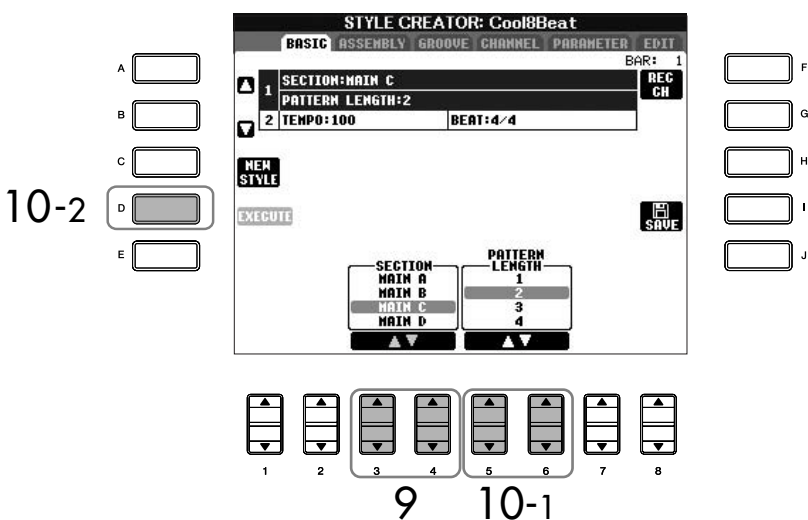 STYLE CREATOR: Cool8Beat
BASIC ASSEMBLY GROOVE CHANNEL PARAMETER EDIT
BAR: 1
1 SECTION:MAIN C
PATTERN LENGTH:2
REC CH
2 TEMPO:100 BEAT:4/4
NEW STYLE
EXECUTE
SAVE
SECTION
MAIN A
MAIN B
MAIN C
MAIN D
PATTERN LENGTH
1
2
3
4
A
B
C
D
E
F
G
H
I
J
10-2
1 2 3 4 5 6 7 8
9 10-1